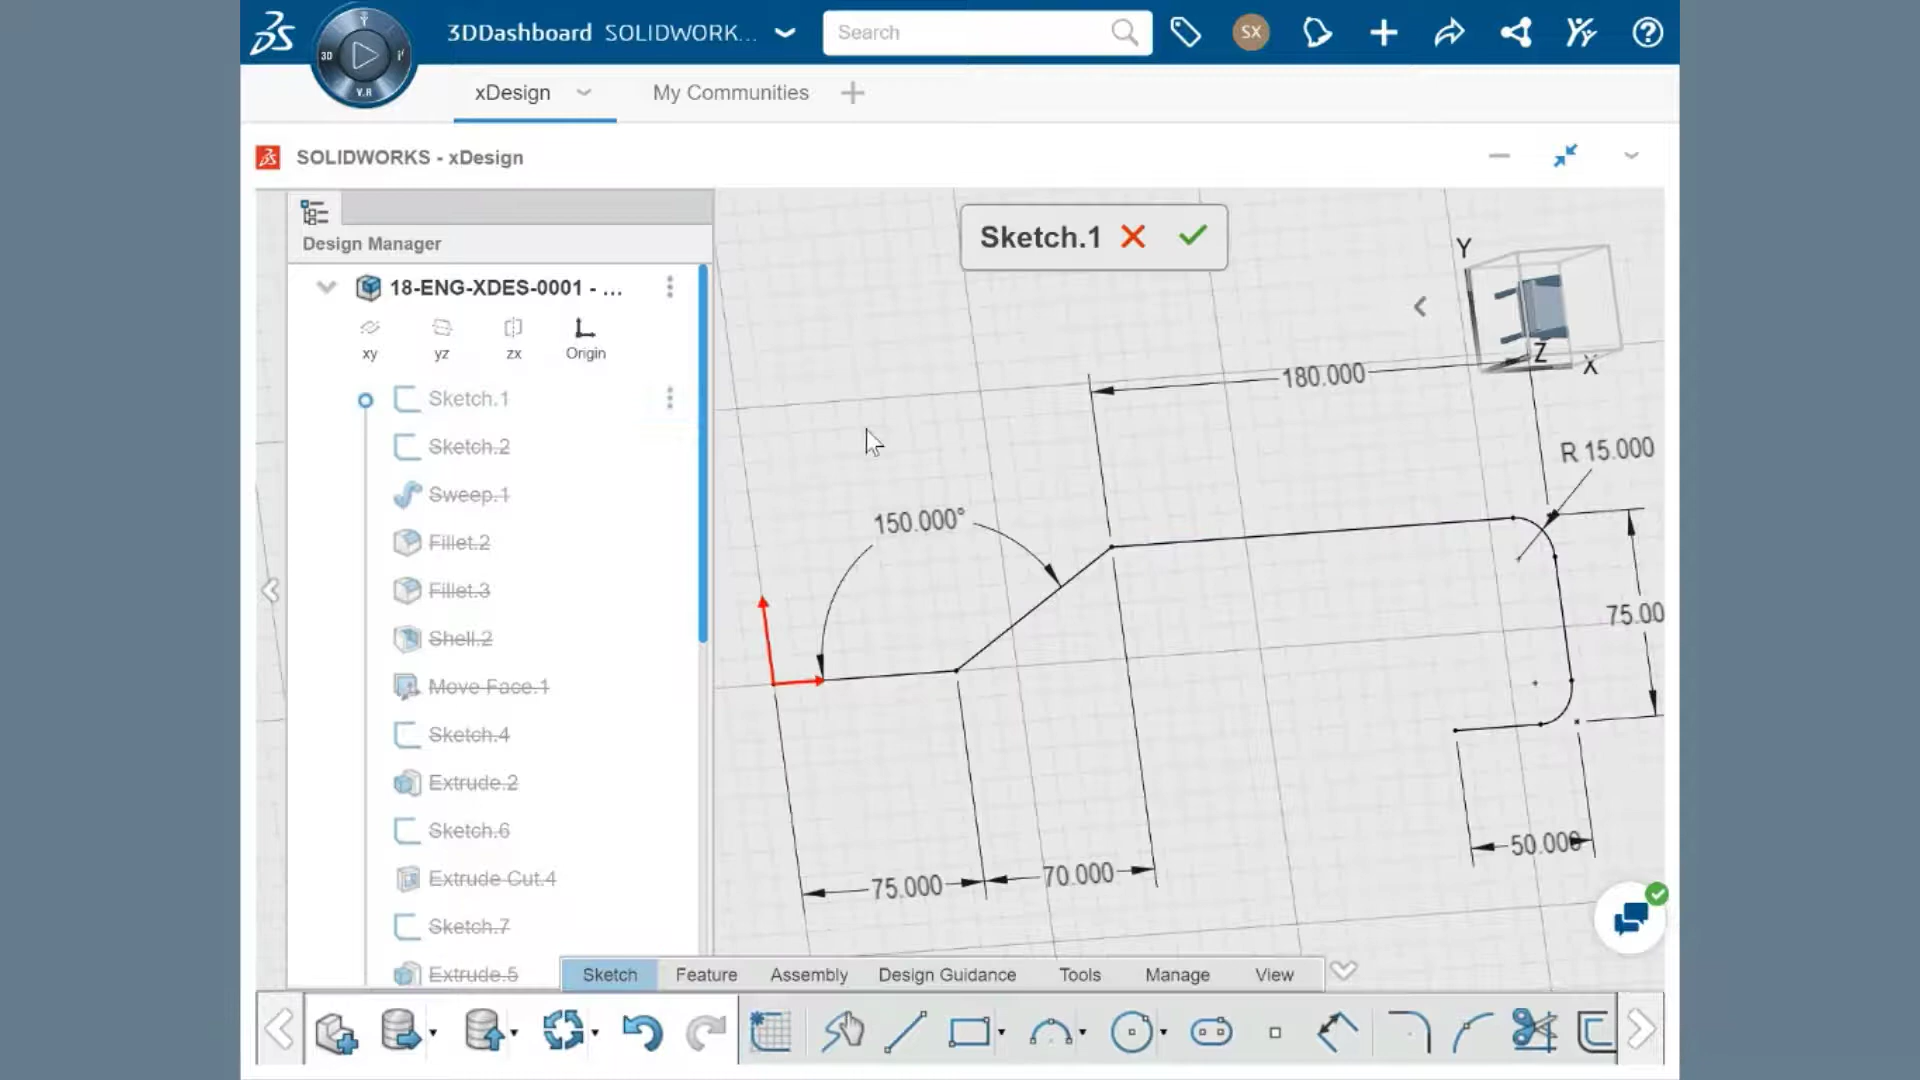 3DDashboard SOLIDWORK...
Search
SX
3D
V.R
xDesign
My Communities
SOLIDWORKS - xDesign
Design Manager
Sketch.1
18-ENG-XDES-0001 - ...
xy yz zx Origin
Sketch.1
Sketch.2
Sweep.1
Fillet.2
Fillet.3
Shell.2
Move Face.1
Sketch.4
Extrude.2
Sketch.6
Extrude Cut.4
Sketch.7
Extrude.5
Y
Z
X
180.000
R 15.000
150.000°
75.00
50.000
75.000
70.000
Sketch Feature Assembly Design Guidance Tools Manage View